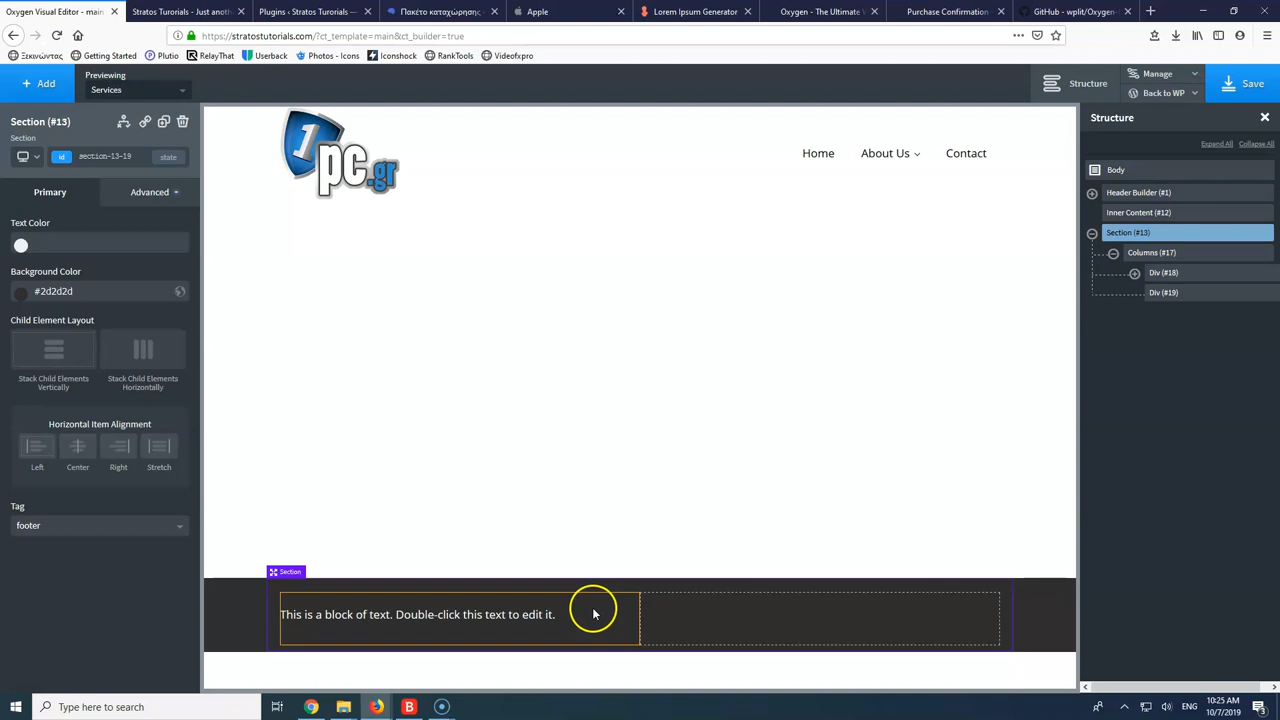 Oxygen Visual Editor - main
Stratos Tutorials - Just anoth
Plugins ‹ Stratos Tutorials —
Πακέτο καταχώρησης -
Apple
Lorem Ipsum Generator
Oxygen - The Ultimate V
Purchase Confirmation
GitHub - wplit/Oxygen-
https://stratostutorials.com/?ct_template=main&ct_builder=true
Ξεκινώντας
Getting Started
Plutio
RelayThat
Userback
Photos - Icons
Iconshock
RankTools
Videofxpro
+ Add
Previewing
Services
Structure
Manage
Back to WP
Save
Section (#13)
Section
id
section-13-19
state
Primary
Advanced
Text Color
Background Color
#2d2d2d
Child Element Layout
Stack Child Elements
Vertically
Stack Child Elements
Horizontally
Horizontal Item Alignment
Left
Center
Right
Stretch
Tag
footer
1
pc.gr
Home
About Us
Contact
Section
This is a block of text. Double-click this text to edit it.
Structure
Expand All
Collapse All
Body
Header Builder (#1)
Inner Content (#12)
Section (#13)
Columns (#17)
Div (#18)
Div (#19)
Type here to search
B
ENG
10:25 AM
10/7/2019
3